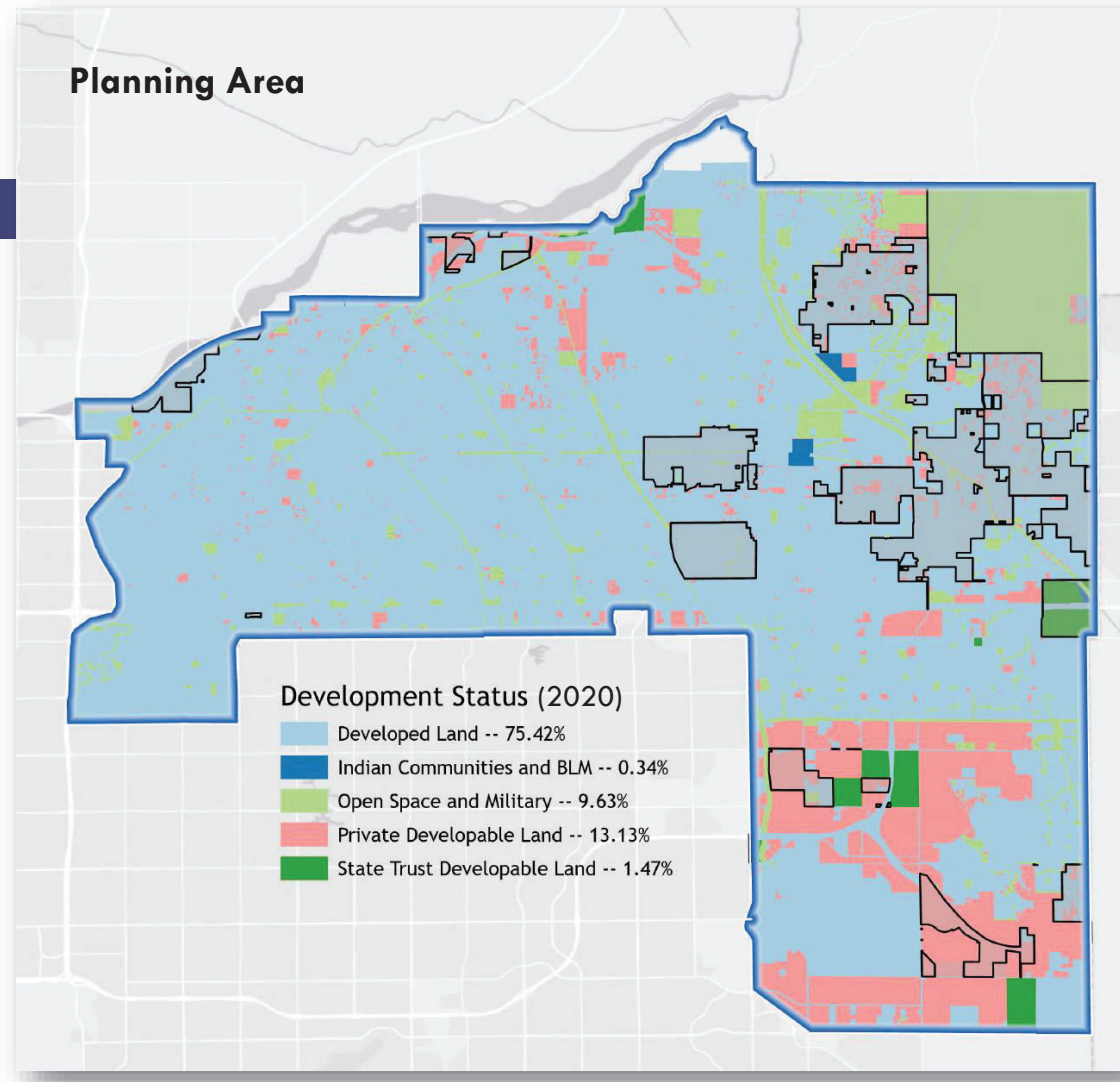 Planning Area
Development Status (2020)
Developed Land -- 75.42%
Indian Communities and BLM -- 0.34%
Open Space and Military -- 9.63%
Private Developable Land -- 13.13%
State Trust Developable Land -- 1.47%